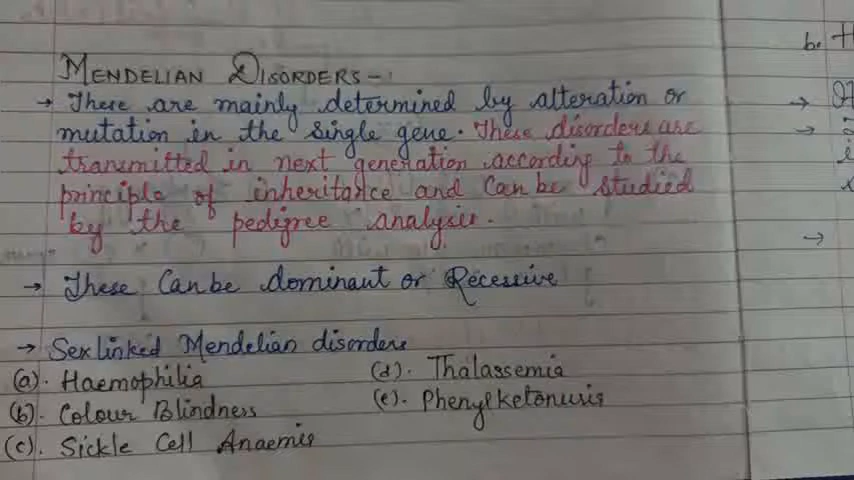 MENDELIAN DISORDERS -
→ These are mainly determined by alteration or
mutation in the single gene. These disorders are
transmitted in next generation according to the
principle of inheritance and can be studied
by the pedigree analysis.
→ These can be dominant or Recessive
→ Sex linked Mendelian disorders
(a). Haemophilia
(b). Colour Blindness
(c). Sickle Cell Anaemia
(d). Thalassemia
(e). Phenylketonuria
b.